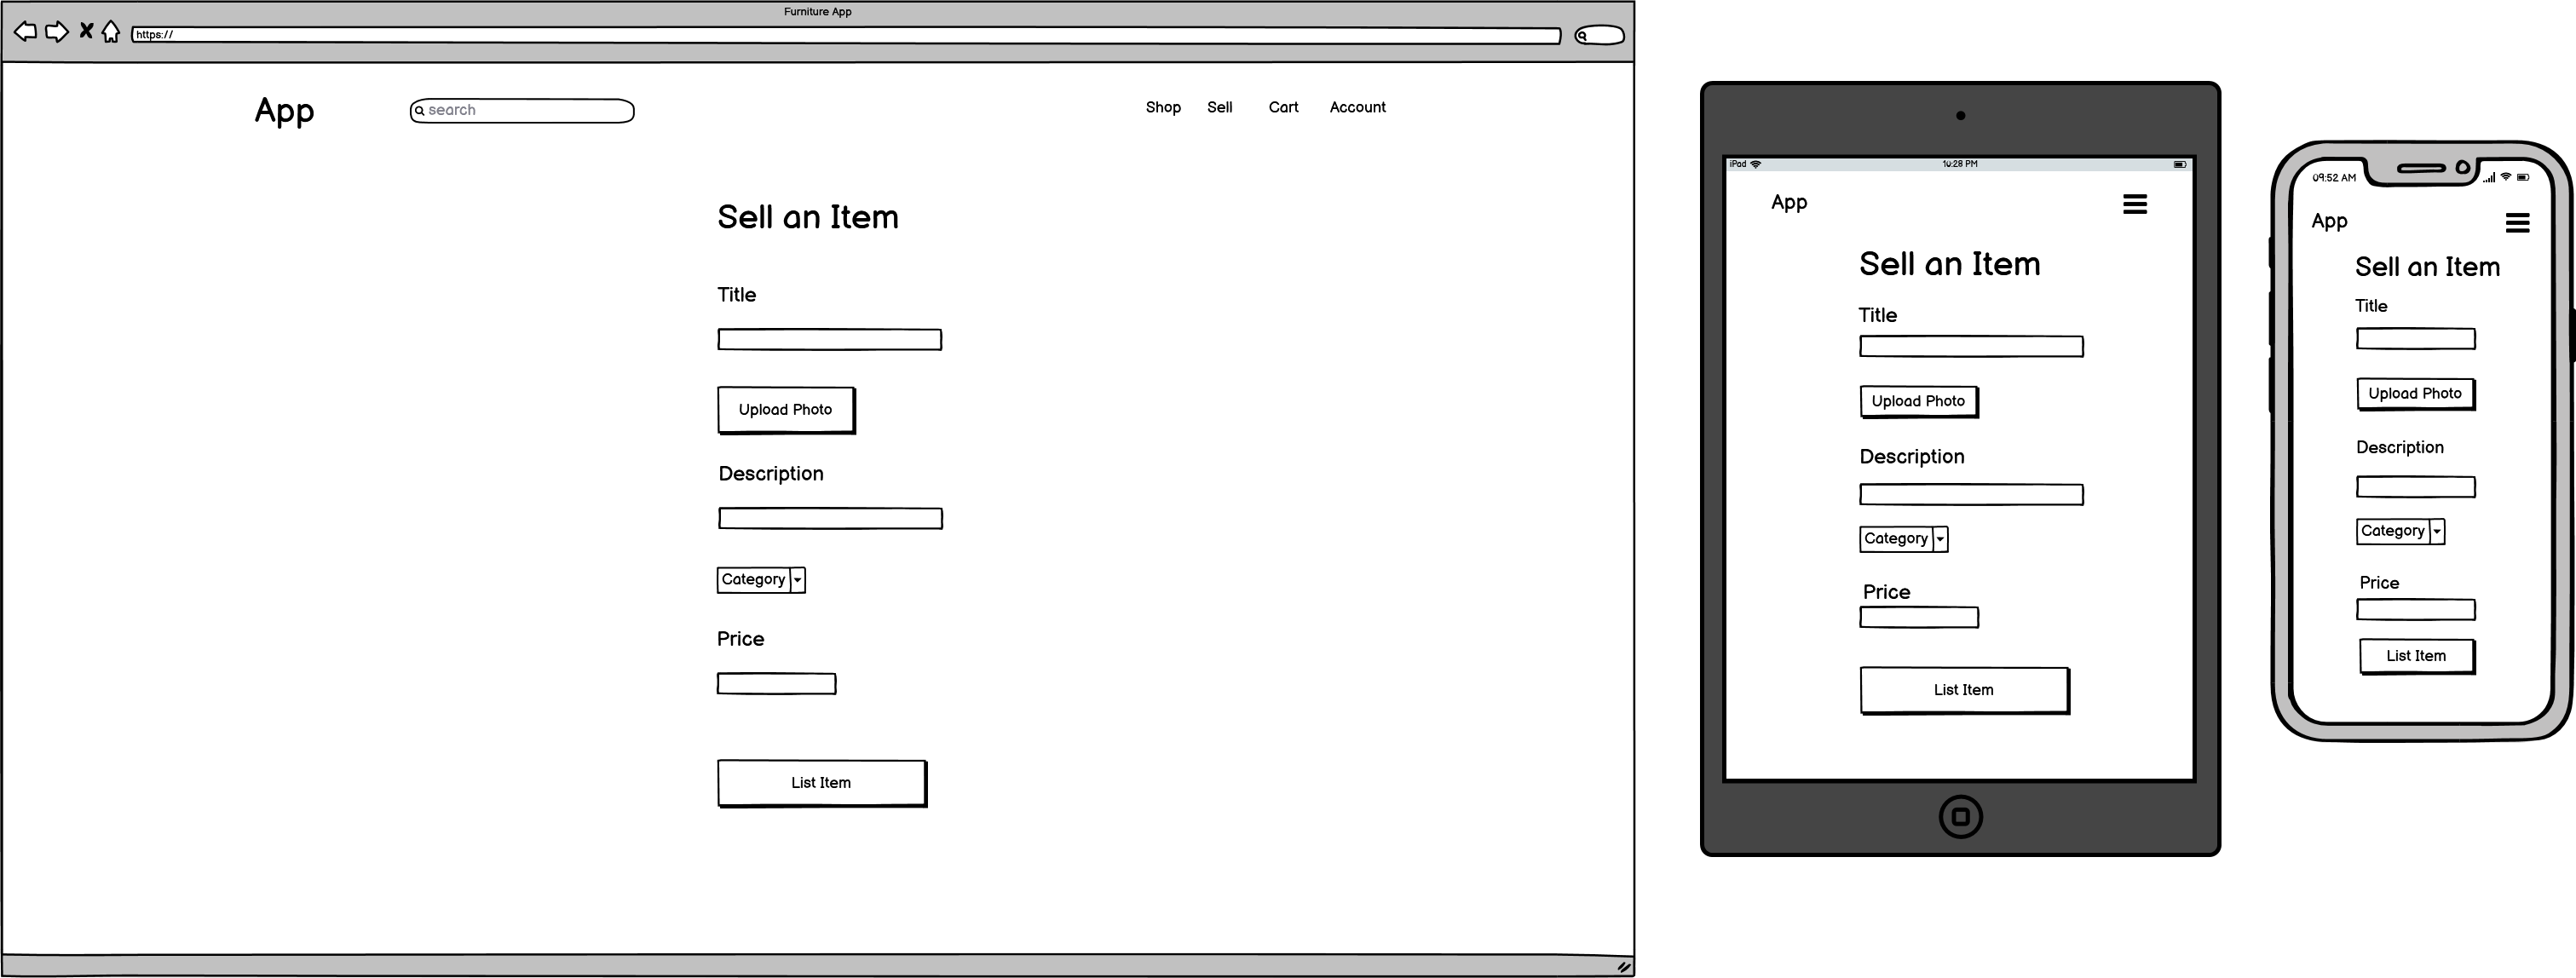 Furniture App
https://
App
search
Shop Sell Cart Account
Sell an Item
Title
Upload Photo
Description
Category
Price
List Item
iPad 10:28 PM
App
Sell an Item
Title
Upload Photo
Description
Category
Price
List Item
09:52 AM
App
Sell an Item
Title
Upload Photo
Description
Category
Price
List Item